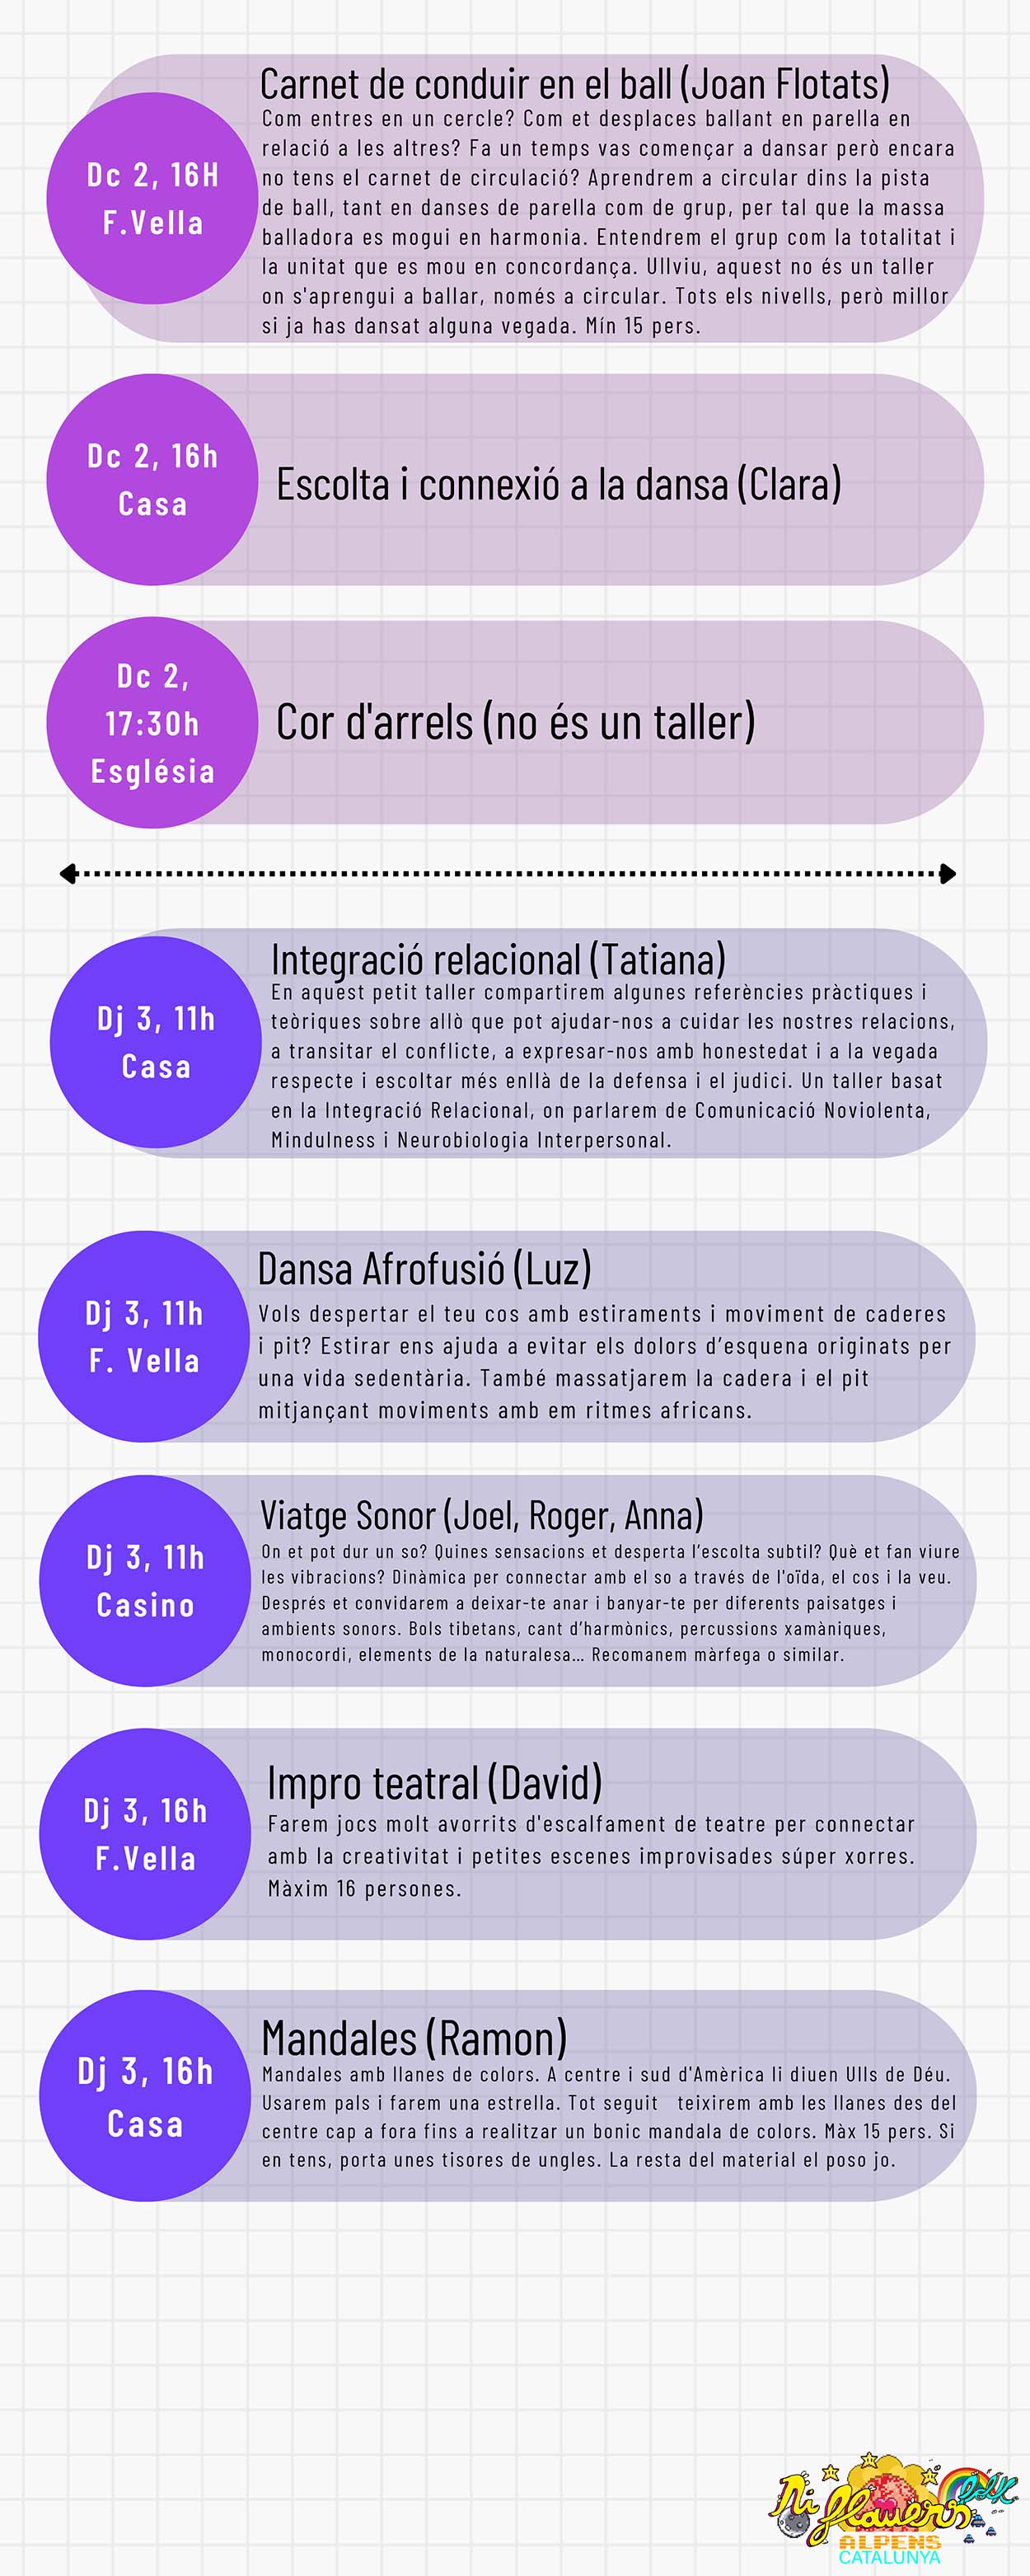 Carnet de conduir en el ball (Joan Flotats)
Dc 2, 16H
F.Vella
Com entres en un cercle? Com et desplaces ballant en parella en
relació a les altres? Fa un temps vas començar a dansar però encara
no tens el carnet de circulació? Aprendrem a circular dins la pista
de ball, tant en danses de parella com de grup, per tal que la massa
balladora es mogui en harmonia. Entendrem el grup com la totalitat i
la unitat que es mou en concordança. Ullviu, aquest no és un taller
on s'aprengui a ballar, només a circular. Tots els nivells, però millor
si ja has dansat alguna vegada. Mín 15 pers.
Dc 2, 16h
Casa
Escolta i connexió a la dansa (Clara)
Dc 2,
17:30h
Església
Cor d'arrels (no és un taller)
Dj 3, 11h
Casa
Integració relacional (Tatiana)
En aquest petit taller compartirem algunes referències pràctiques i
teòriques sobre allò que pot ajudar-nos a cuidar les nostres relacions,
a transitar el conflicte, a expresar-nos amb honestedat i a la vegada
respecte i escoltar més enllà de la defensa i el judici. Un taller basat
en la Integració Relacional, on parlarem de Comunicació Noviolenta,
Mindulness i Neurobiologia Interpersonal.
Dj 3, 11h
F. Vella
Dansa Afrofusió (Luz)
Vols despertar el teu cos amb estiraments i moviment de caderes
i pit? Estirar ens ajuda a evitar els dolors d’esquena originats per
una vida sedentària. També massatjarem la cadera i el pit
mitjançant moviments amb em ritmes africans.
Dj 3, 11h
Casino
Viatge Sonor (Joel, Roger, Anna)
On et pot dur un so? Quines sensacions et desperta l’escolta subtil? Què et fan viure
les vibracions? Dinàmica per connectar amb el so a través de l'oïda, el cos i la veu.
Després et convidarem a deixar-te anar i banyar-te per diferents paisatges i
ambients sonors. Bols tibetans, cant d’harmònics, percussions xamàniques,
monocordi, elements de la naturalesa... Recomanem màrfega o similar.
Dj 3, 16h
F.Vella
Impro teatral (David)
Farem jocs molt avorrits d'escalfament de teatre per connectar
amb la creativitat i petites escenes improvisades súper xorres.
Màxim 16 persones.
Dj 3, 16h
Casa
Mandales (Ramon)
Mandales amb llanes de colors. A centre i sud d'Amèrica li diuen Ulls de Déu.
Usarem pals i farem una estrella. Tot seguit teixirem amb les llanes des del
centre cap a fora fins a realitzar un bonic mandala de colors. Màx 15 pers. Si
en tens, porta unes tisores de ungles. La resta del material el poso jo.
Ni flauers folk
ALPENS
CATALUNYA